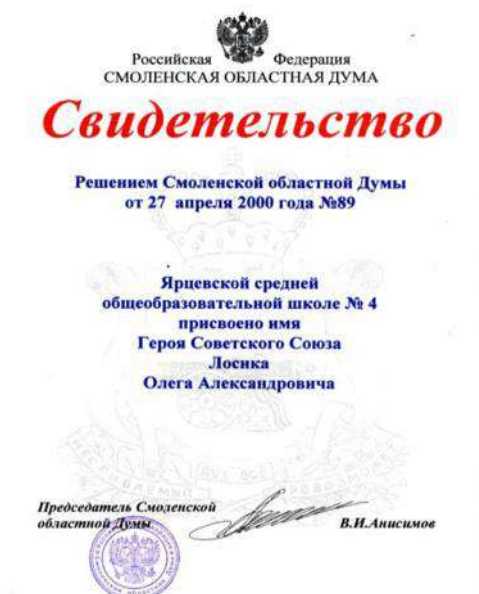 Российская Федерация
СМОЛЕНСКАЯ ОБЛАСТНАЯ ДУМА
Свидетельство
Решением Смоленской областной Думы
от 27 апреля 2000 года №89
Ярцевской средней
общеобразовательной школе № 4
присвоено имя
Героя Советского Союза
Лосика
Олега Александровича
Председатель Смоленской
областной Думы
В.И.Анисимов